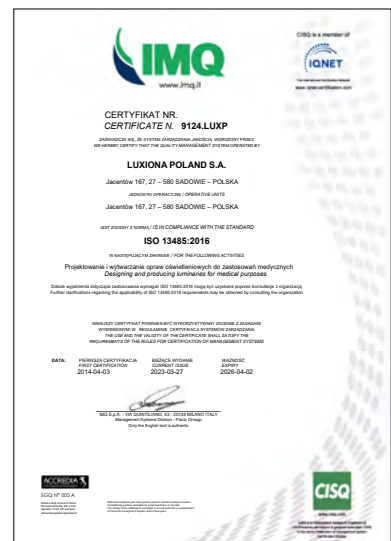 IMQ
www.imq.it
CISQ is a member of
IQNET
www.iqnet-certification.com
CERTYFIKAT NR.
CERTIFICATE N. 9124.LUXP
ZAŚWIADCZA SIĘ, ŻE SYSTEM ZARZĄDZANIA JAKOŚCIĄ, WDROŻONY PRZEZ
WE HEREBY CERTIFY THAT THE QUALITY MANAGEMENT SYSTEM OPERATED BY
LUXIONA POLAND S.A.
Jacentów 167, 27 – 580 SADOWIE – POLSKA
JEDNOSTKI OPERACYJNE / OPERATIVE UNITS
Jacentów 167, 27 – 580 SADOWIE – POLSKA
JEST ZGODNY Z NORMĄ / IS IN COMPLIANCE WITH THE STANDARD
ISO 13485:2016
W NASTĘPUJĄCYM ZAKRESIE / FOR THE FOLLOWING ACTIVITIES
Projektowanie i wytwarzanie opraw oświetleniowych do zastosowań medycznych
Designing and producing luminaries for medical purposes
Dalsze wyjaśnienia dotyczące zastosowania wymagań ISO 13485:2016 mogą być uzyskane poprzez konsultacje z organizacją
Further clarifications regarding the applicability of ISO 13485:2016 requirements may be obtained by consulting the organization
NINIEJSZY CERTYFIKAT POWINIEN BYĆ WYKORZYSTYWANY ZGODNIE Z ZASADAMI
WYMIENIONYMI W REGULAMINIE CERTYFIKACJI SYSTEMÓW ZARZĄDZANIA
THE USE AND THE VALIDITY OF THE CERTIFICATE SHALL SATISFY THE
REQUIREMENTS OF THE RULES FOR CERTIFICATION OF MANAGEMENT SYSTEMS
DATA: PIERWSZA CERTYFIKACJA BIEŻĄCE WYDANIE WAŻNOŚĆ
FIRST CERTIFICATION CURRENT ISSUE EXPIRY
2014-04-03 2023-03-27 2026-04-02
IMQ S.p.A. - VIA QUINTILIANO, 43 - 20138 MILANO ITALY
Management Systems Division - Flavio Ornago
Only the English text is authentic
ACCREDIA
SGQ N° 005 A
CISQ
www.cisq.com